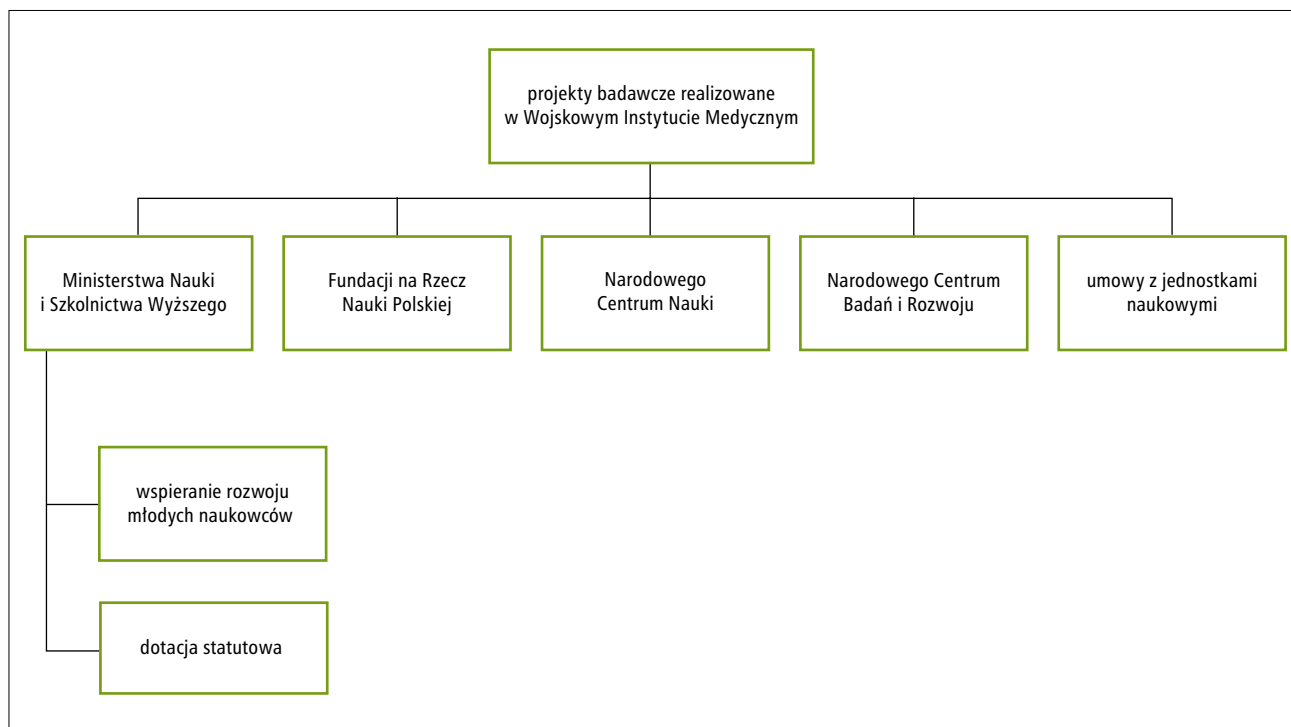 projekty badawcze realizowane
w Wojskowym Instytucie Medycznym
Ministerstwa Nauki
i Szkolnictwa Wyższego
Fundacji na Rzecz
Nauki Polskiej
Narodowego
Centrum Nauki
Narodowego Centrum
Badań i Rozwoju
umowy z jednostkami
naukowymi
wspieranie rozwoju
młodych naukowców
dotacja statutowa